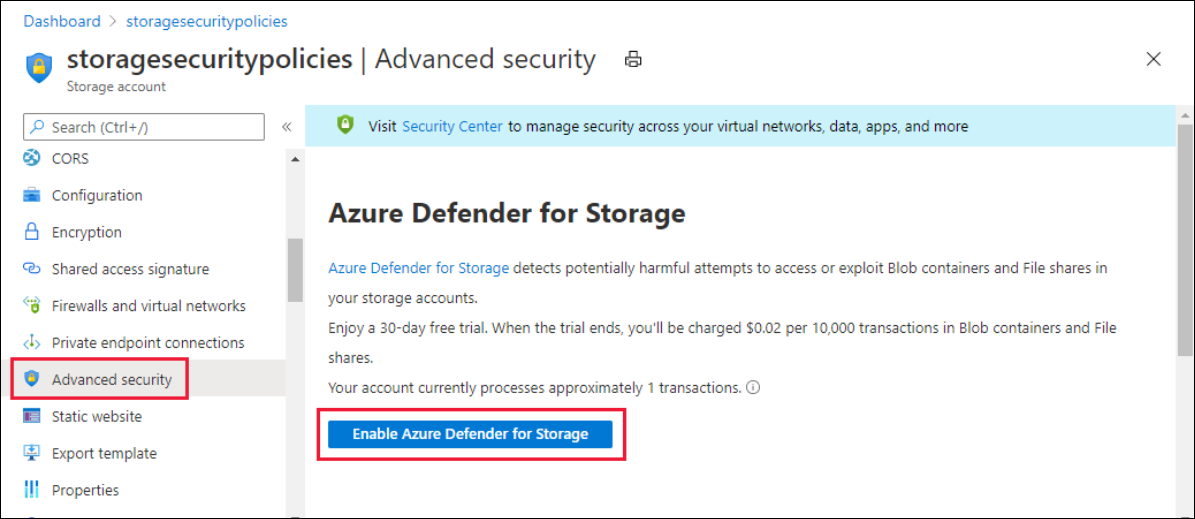 Dashboard > storagesecuritypolicies
storagesecuritypolicies | Advanced security
Storage account
Search (Ctrl+/)
«
CORS
Configuration
Encryption
Shared access signature
Firewalls and virtual networks
Private endpoint connections
Advanced security
Static website
Export template
Properties
Visit Security Center to manage security across your virtual networks, data, apps, and more
Azure Defender for Storage
Azure Defender for Storage detects potentially harmful attempts to access or exploit Blob containers and File shares in
your storage accounts.
Enjoy a 30-day free trial. When the trial ends, you'll be charged $0.02 per 10,000 transactions in Blob containers and File
shares.
Your account currently processes approximately 1 transactions.
Enable Azure Defender for Storage